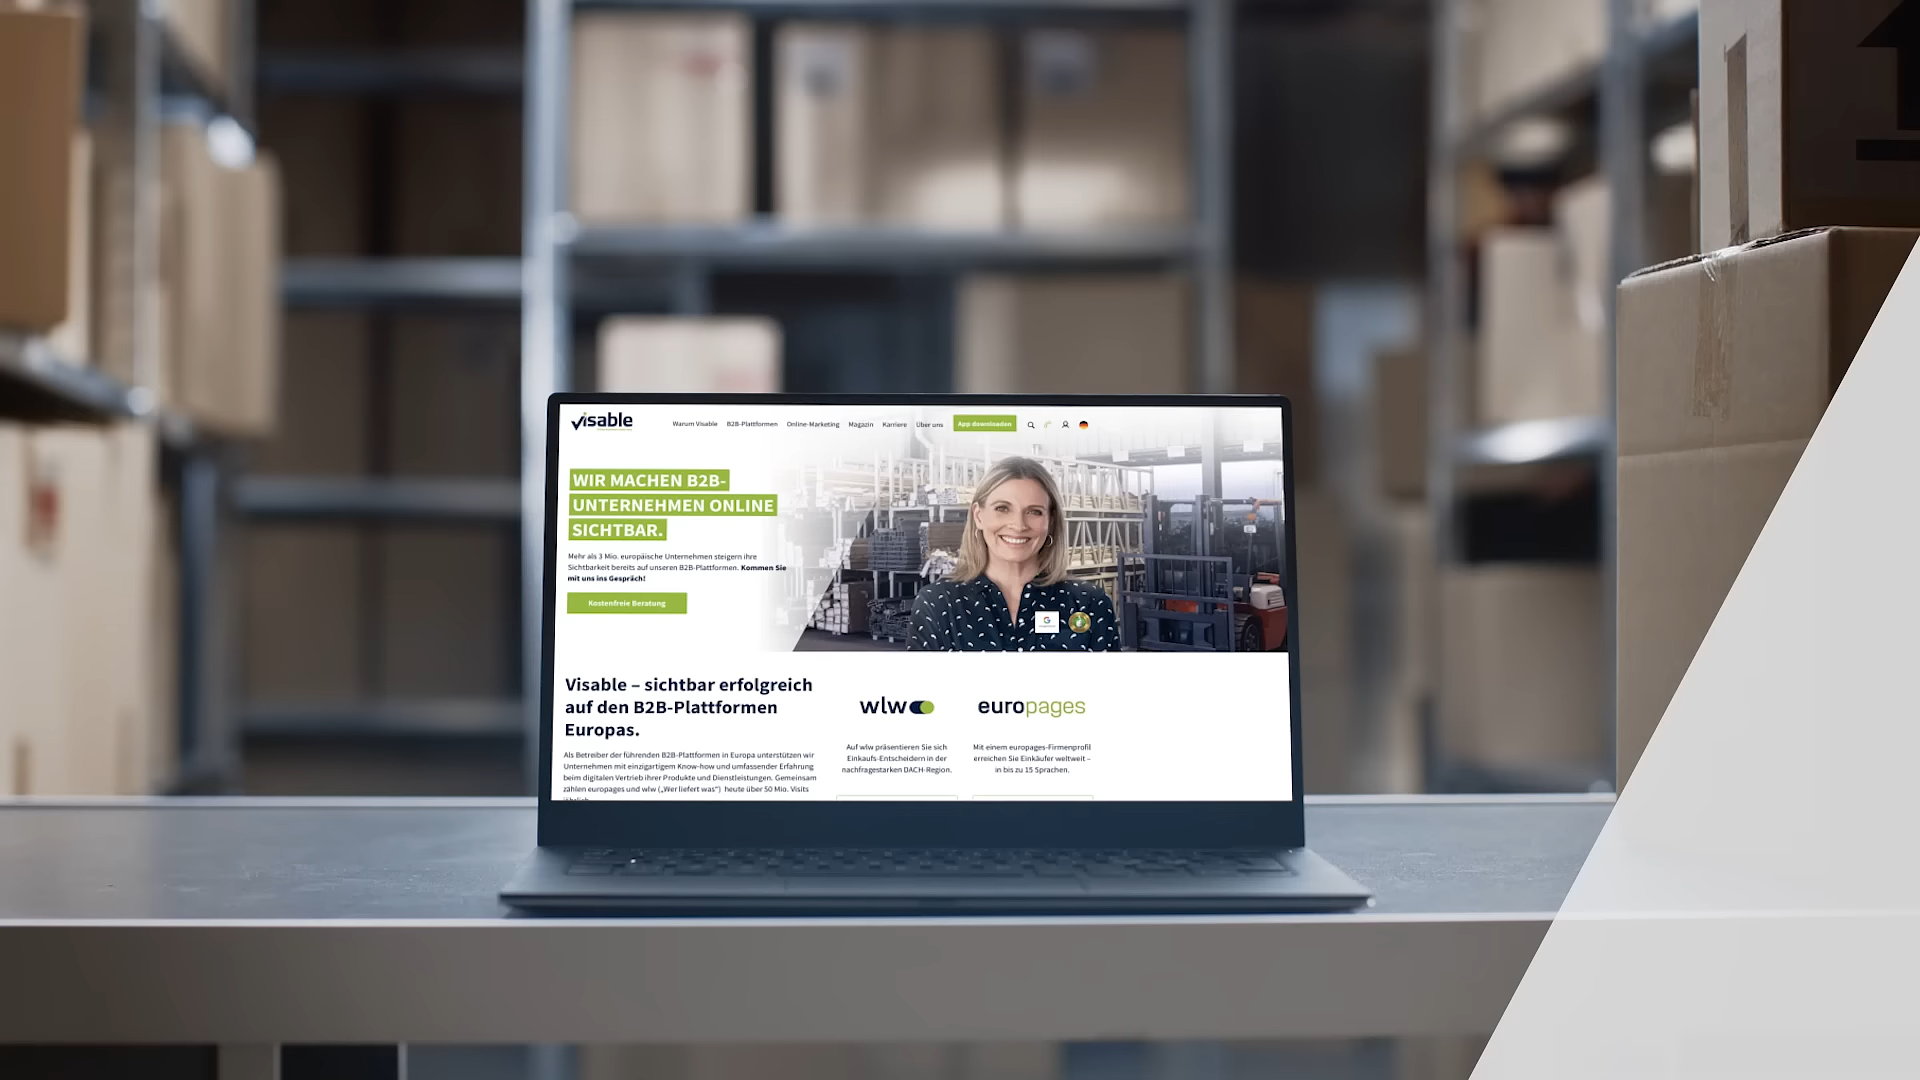 visable
Warum Visable B2B-Plattformen Online-Marketing Magazin Karriere Über uns App downloaden
WIR MACHEN B2B-
UNTERNEHMEN ONLINE
SICHTBAR.
Mehr als 3 Mio. europäische Unternehmen steigern ihre
Sichtbarkeit bereits auf unseren B2B-Plattformen. Kommen Sie
mit uns ins Gespräch!
Kostenfreie Beratung
Visable – sichtbar erfolgreich
auf den B2B-Plattformen
Europas.
Als Betreiber der führenden B2B-Plattformen in Europa unterstützen wir
Unternehmen mit einzigartigem Know-how und umfassender Erfahrung
beim digitalen Vertrieb ihrer Produkte und Dienstleistungen. Gemeinsam
zählen europages und wlw („Wer liefert was“) heute über 50 Mio. Visits
wlw
Auf wlw präsentieren Sie sich
Einkaufs-Entscheidern in der
nachfragestarken DACH-Region.
europages
Mit einem europages-Firmenprofil
erreichen Sie Einkäufer weltweit –
in bis zu 15 Sprachen.